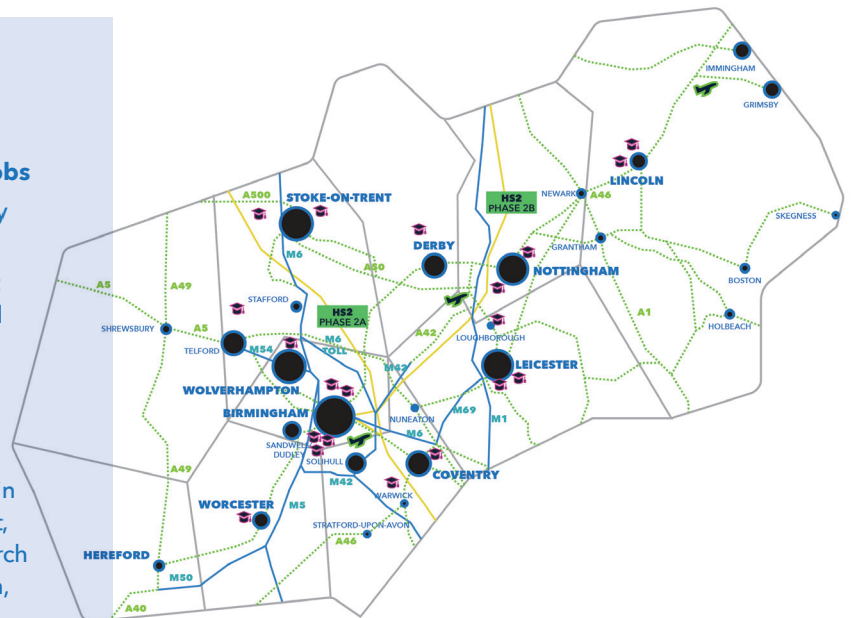 obs
y
n
t,
rch
n,
IMMINGHAM
GRIMSBY
LINCOLN
NEWARK
A46
SKEGNESS
GRANTHAM
BOSTON
HOLBEACH
A1
HS2
PHASE 2B
A500
STOKE-ON-TRENT
M6
DERBY
NOTTINGHAM
A50
A5
A49
STAFFORD
HS2
PHASE 2A
SHREWSBURY
A5
TELFORD
M54
M6
TOLL
A42
LOUGHBOROUGH
M42
LEICESTER
WOLVERHAMPTON
BIRMINGHAM
NUNEATON
M69
M1
SANDWELL
DUDLEY
SOLIHULL
M6
COVENTRY
M42
A49
WORCESTER
M5
WARWICK
STRATFORD-UPON-AVON
A46
HEREFORD
M50
A40